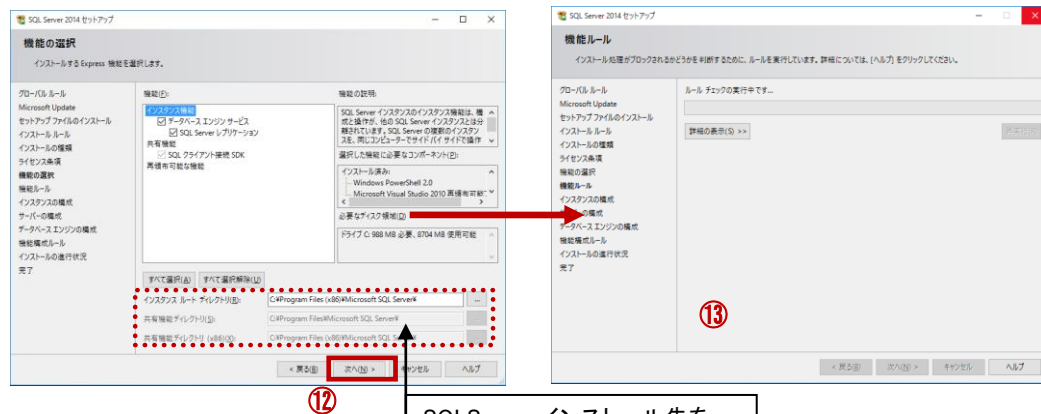 SQL Server 2014 セットアップ
機能の選択
インストールする Express 機能を選択します。
グローバル ルール
Microsoft Update
セットアップ ファイルのインストール
インストール ルール
インストールの種類
ライセンス条項
機能の選択
機能ルール
インスタンスの構成
サーバーの構成
データベース エンジンの構成
機能構成ルール
インストールの進行状況
完了
機能(F):
インスタンス機能
データベース エンジン サービス
SQL Server レプリケーション
共有機能
SQL クライアント接続 SDK
再頒布可能な機能
機能の説明:
SQL Server インスタンスのインスタンス機能は、構
成と操作が、他の SQL Server インスタンスとは分
離されています。SQL Server の複数のインスタン
スを、同じコンピューターでサイド バイ サイドで操作
選択した機能に必要なコンポーネント(P):
インストール済み:
Windows PowerShell 2.0
Microsoft Visual Studio 2010 再頒布可能
必要なディスク領域(D)
ドライブ C: 988 MB 必要、8704 MB 使用可能
すべて選択(A)
すべて選択解除(U)
インスタンス ルート ディレクトリ(R):
C:¥Program Files (x86)¥Microsoft SQL Server¥
...
共有機能ディレクトリ(S):
C:¥Program Files¥Microsoft SQL Server¥
共有機能ディレクトリ (x86)(X):
C:¥Program Files (x86)¥Microsoft SQL
< 戻る(B)
次へ(N) >
キャンセル
ヘルプ
⑫
SQL Server 2014 セットアップ
機能ルール
インストール処理がブロックされるかどうかを判断するために、ルールを実行しています。詳細については、[ヘルプ] をクリックしてください。
グローバル ルール
Microsoft Update
セットアップ ファイルのインストール
インストール ルール
インストールの種類
ライセンス条項
機能の選択
機能ルール
インスタンスの構成
の構成
データベース エンジンの構成
機能構成ルール
インストールの進行状況
完了
ルール チェックの実行中です...
詳細の表示(S) >>
⑬
< 戻る(B)
次へ(N) >
キャンセル
ヘルプ